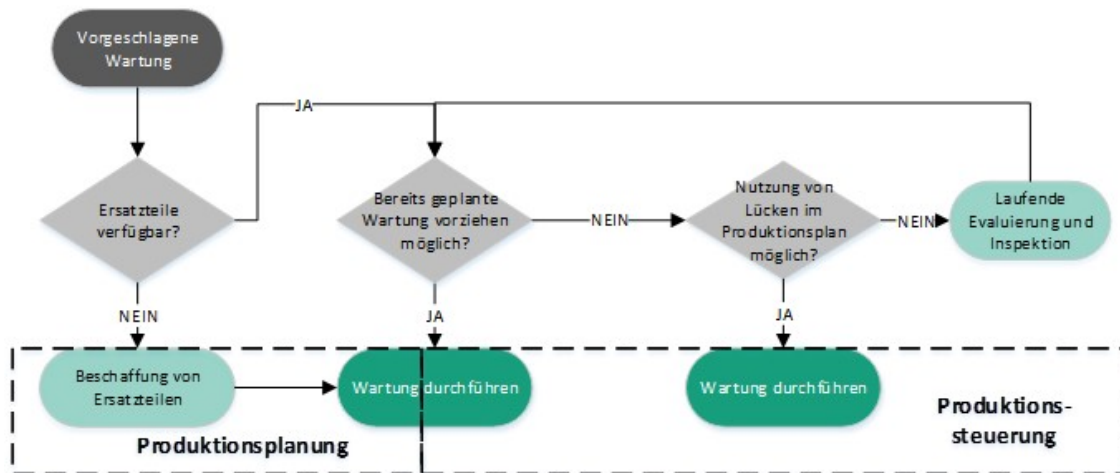 Vorgeschlagene
Wartung
JA
Ersatzteile
verfügbar?
Bereits geplante
Wartung vorziehen
möglich?
NEIN
Nutzung von
Lücken im
Produktionsplan
möglich?
NEIN
Laufende
Evaluierung und
Inspektion
NEIN
JA
JA
Beschaffung von
Ersatzteilen
Wartung durchführen
Wartung durchführen
Produktionsplanung
Produktions-
steuerung